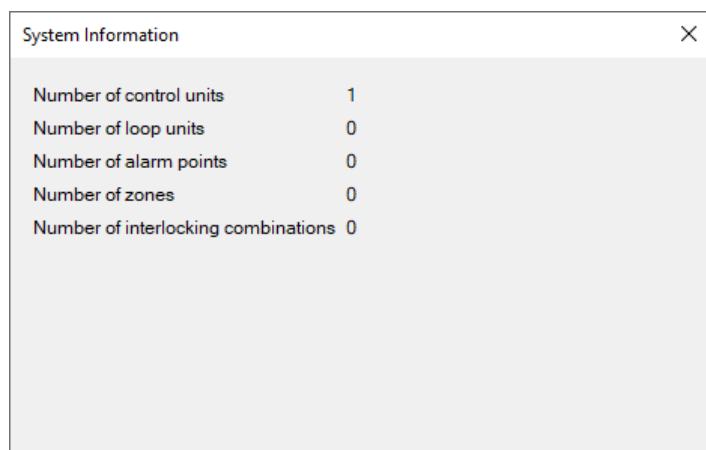 System Information
Number of control units 1
Number of loop units 0
Number of alarm points 0
Number of zones 0
Number of interlocking combinations 0